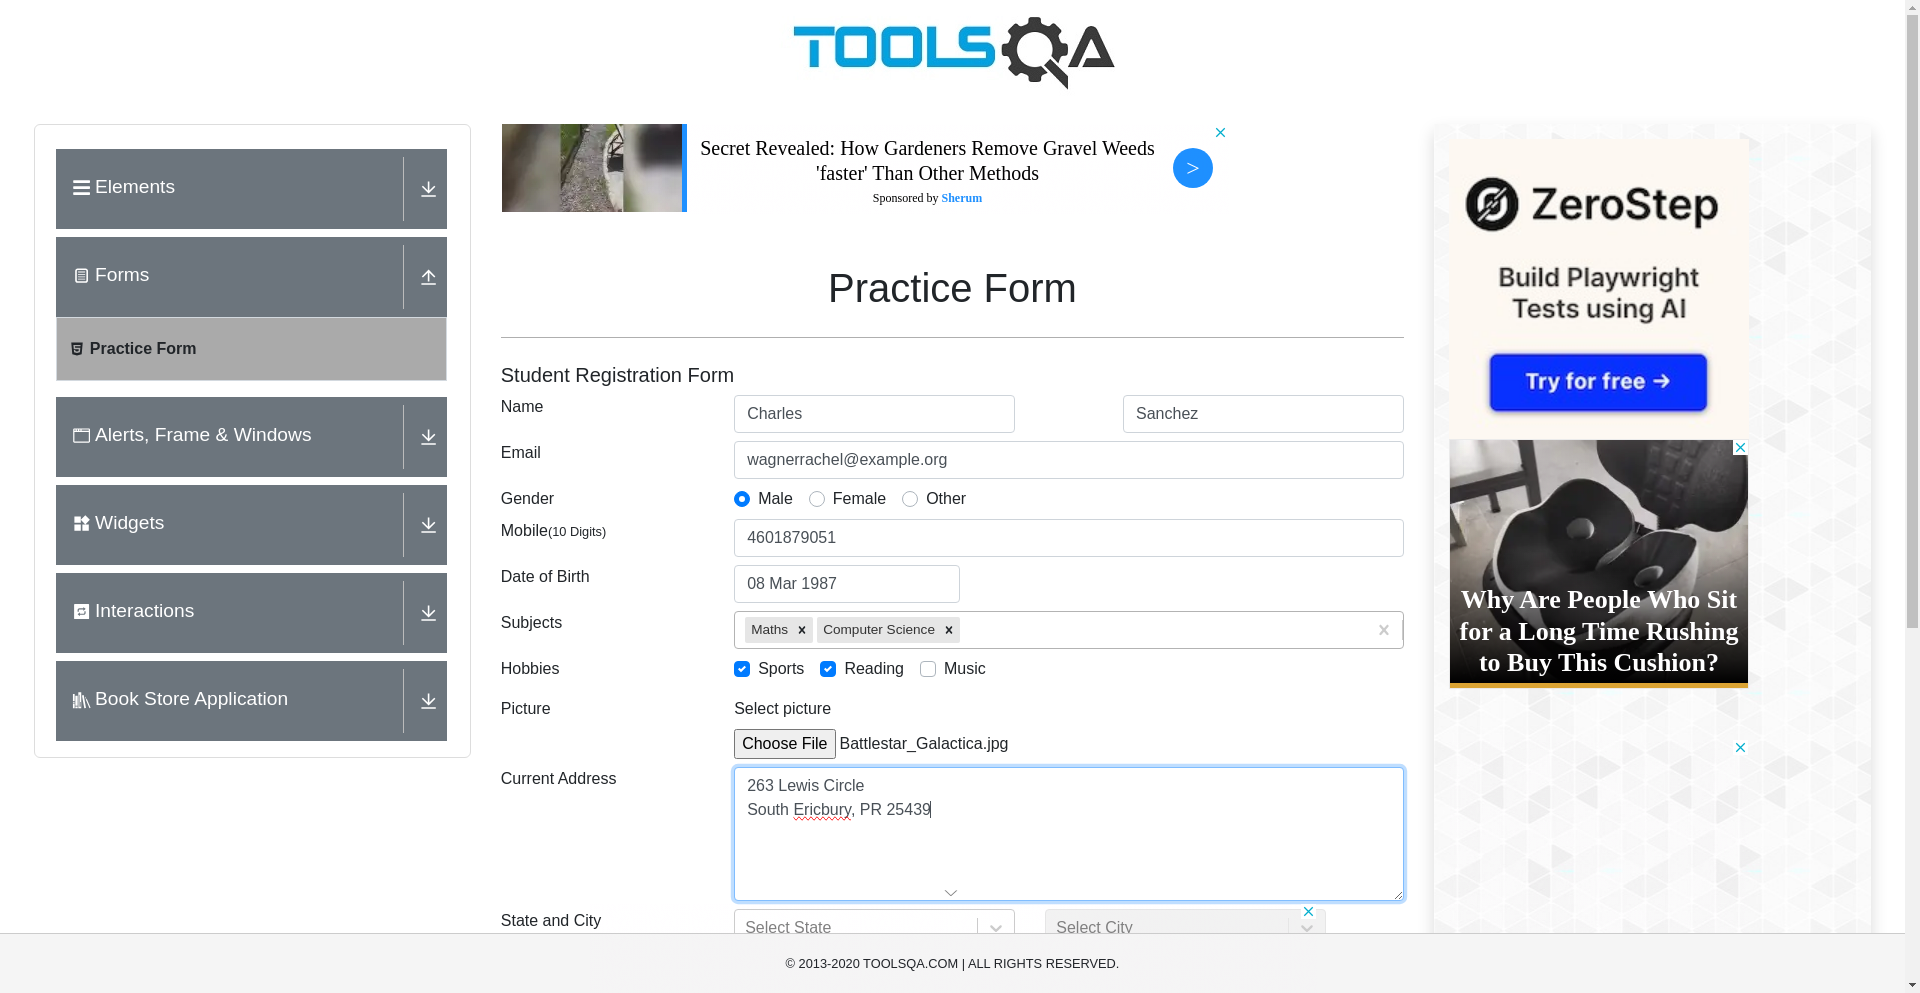 TOOLSQA
Elements
Forms
Practice Form
Alerts, Frame & Windows
Widgets
Interactions
Book Store Application
Secret Revealed: How Gardeners Remove Gravel Weeds
'faster' Than Other Methods
Sponsored by Sherum
>
Practice Form
Student Registration Form
Name
Charles
Sanchez
Email
wagnerrachel@example.org
Gender
Male
Female
Other
Mobile(10 Digits)
4601879051
Date of Birth
08 Mar 1987
Subjects
Maths
Computer Science
Hobbies
Sports
Reading
Music
Picture
Select picture
Choose File Battlestar_Galactica.jpg
Current Address
263 Lewis Circle
South Ericbury, PR 25439
State and City
Select State
Select City
ZeroStep
Build Playwright
Tests using AI
Try for free →
Why Are People Who Sit
for a Long Time Rushing
to Buy This Cushion?
© 2013-2020 TOOLSQA.COM | ALL RIGHTS RESERVED.